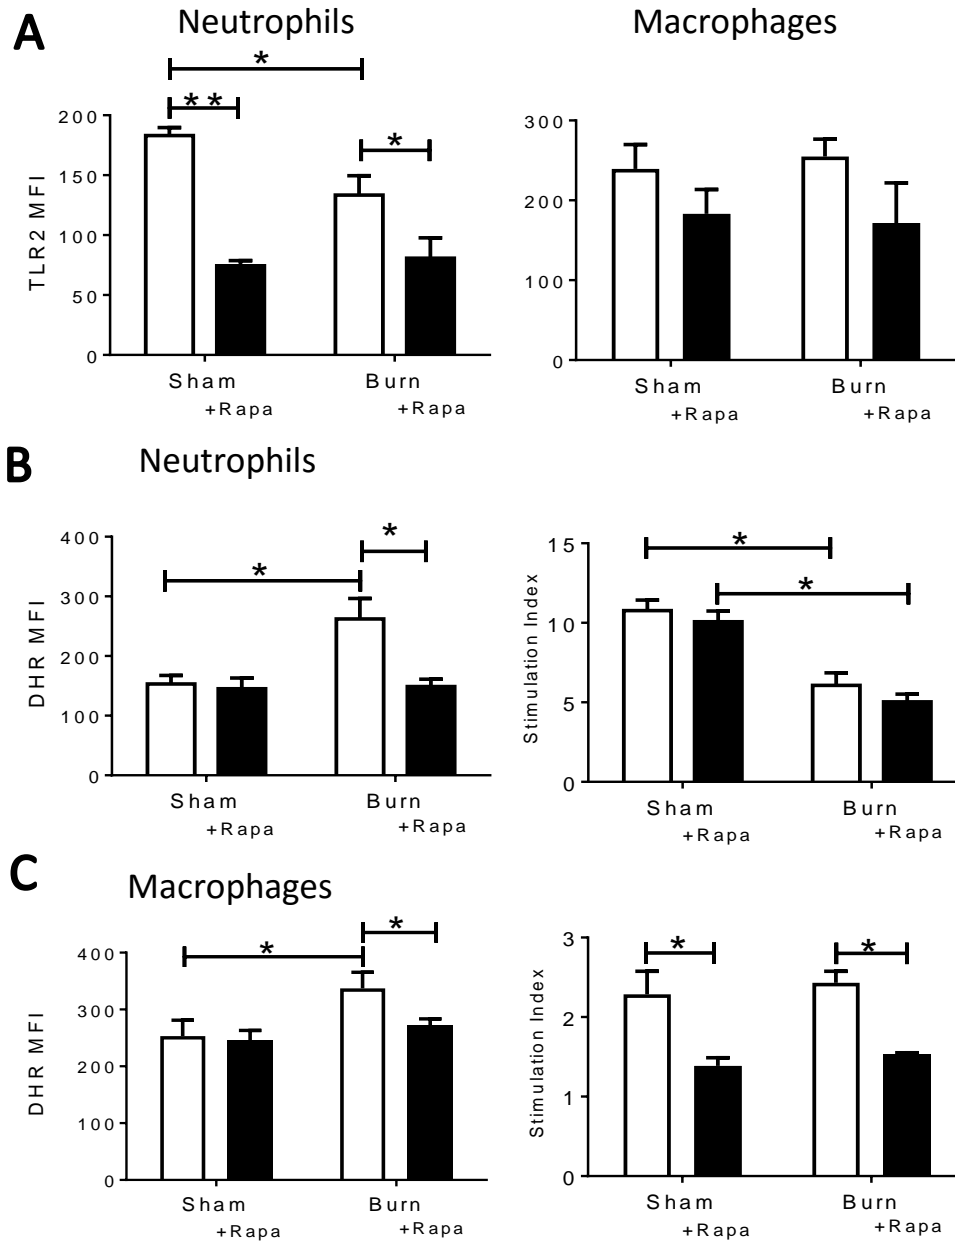 A
Neutrophils
Macrophages
*
* *
*
TLR2 MFI
200
150
100
50
0
Sham
+Rapa
Burn
+Rapa
300
200
100
0
Sham
+Rapa
Burn
+Rapa
B
Neutrophils
*
*
DHR MFI
400
300
200
100
0
Sham
+Rapa
Burn
+Rapa
*
*
Stimulation Index
15
10
5
0
Sham
+Rapa
Burn
+Rapa
C
Macrophages
*
*
DHR MFI
400
300
200
100
0
Sham
+Rapa
Burn
+Rapa
*
*
Stimulation Index
3
2
1
0
Sham
+Rapa
Burn
+Rapa